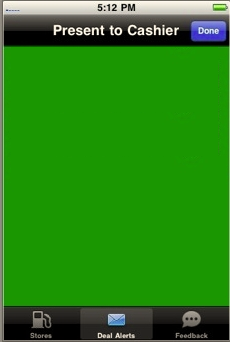 5:12 PM
Present to Cashier
Done
Stores
Deal Alerts
Feedback